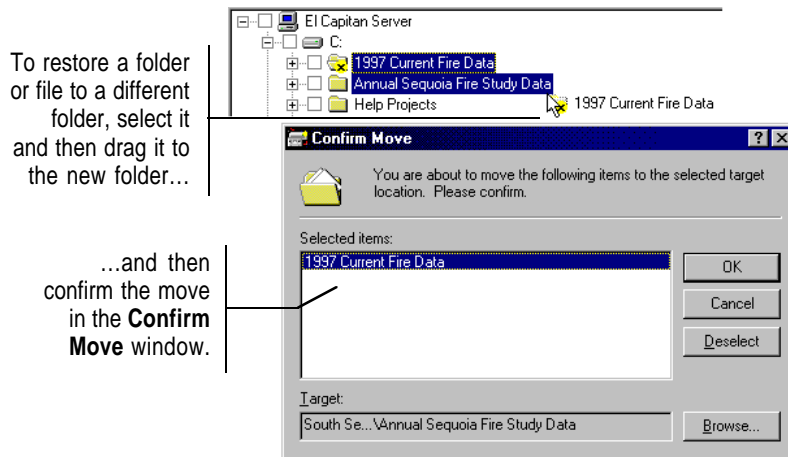 El Capitan Server
C:
1997 Current Fire Data
Annual Sequoia Fire Study Data
Help Projects
1997 Current Fire Data
To restore a folder
or file to a different
folder, select it
and then drag it to
the new folder…
Confirm Move
You are about to move the following items to the selected target
location. Please confirm.
Selected items:
1997 Current Fire Data
OK
Cancel
Deselect
…and then
confirm the move
in the Confirm
Move window.
Target:
South Se...\Annual Sequoia Fire Study Data
Browse...